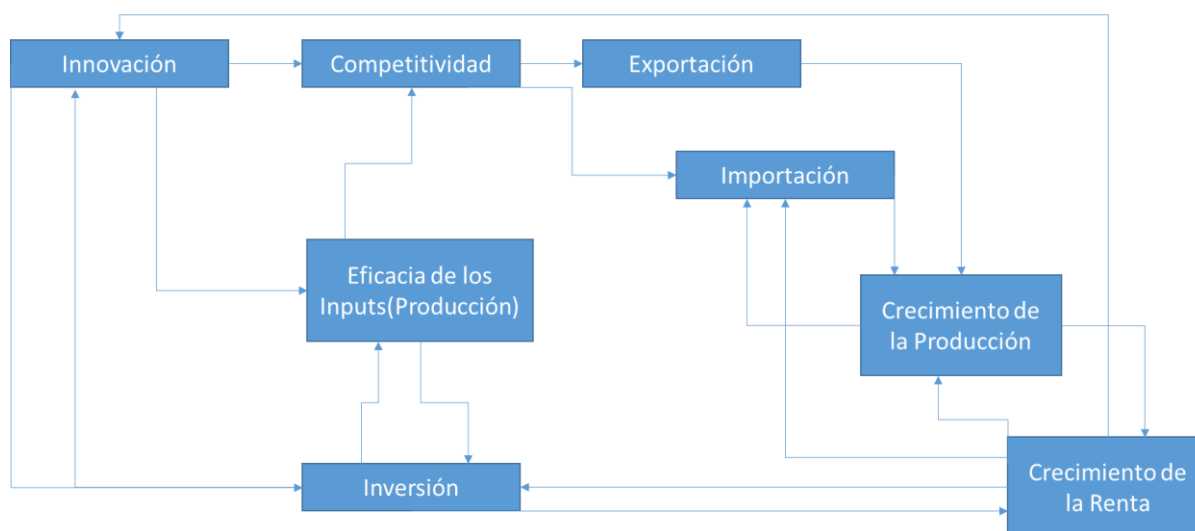 Innovación
Competitividad
Exportación
Importación
Eficacia de los
Inputs(Producción)
Crecimiento de
la Producción
Inversión
Crecimiento de
la Renta